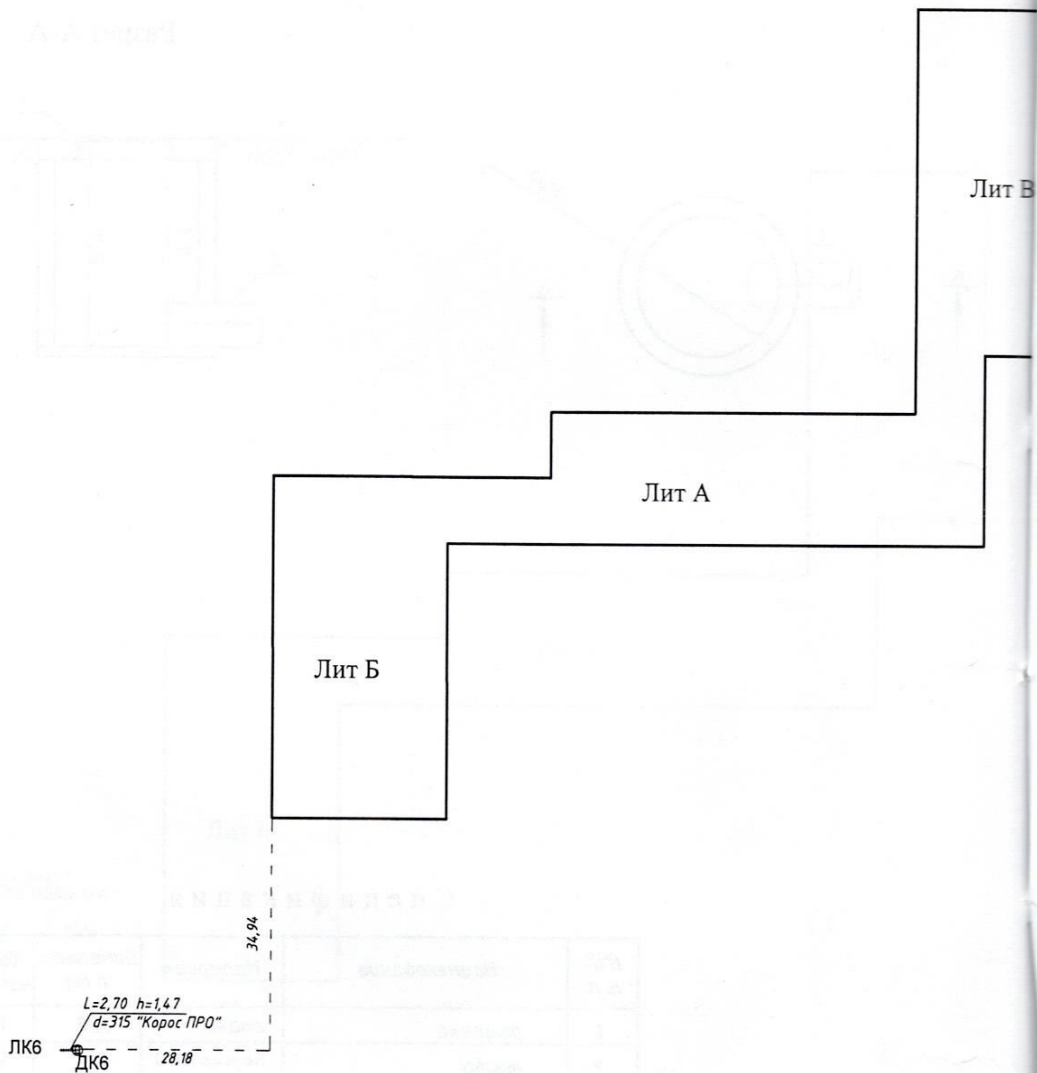 Лит В
Лит А
Лит Б
34,94
L=2,70 h=1,47
d=315 "Корос ПРО"
ЛК6
ДК6
28,18